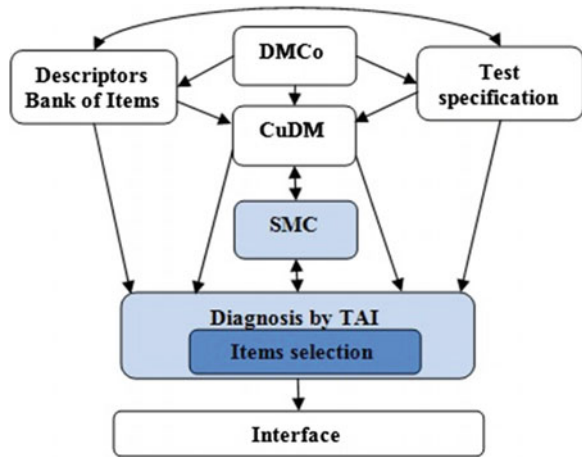 DMCo
Descriptors
Bank of Items
Test
specification
CuDM
SMC
Diagnosis by TAI
Items selection
Interface